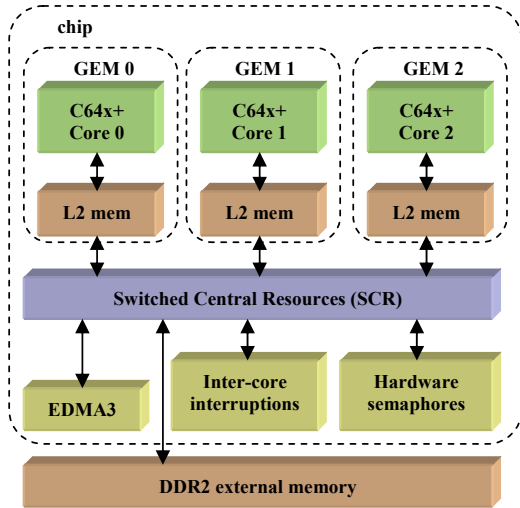 chip
GEM 0
GEM 1
GEM 2
C64x+
Core 0
C64x+
Core 1
C64x+
Core 2
L2 mem
L2 mem
L2 mem
Switched Central Resources (SCR)
EDMA3
Inter-core
interruptions
Hardware
semaphores
DDR2 external memory